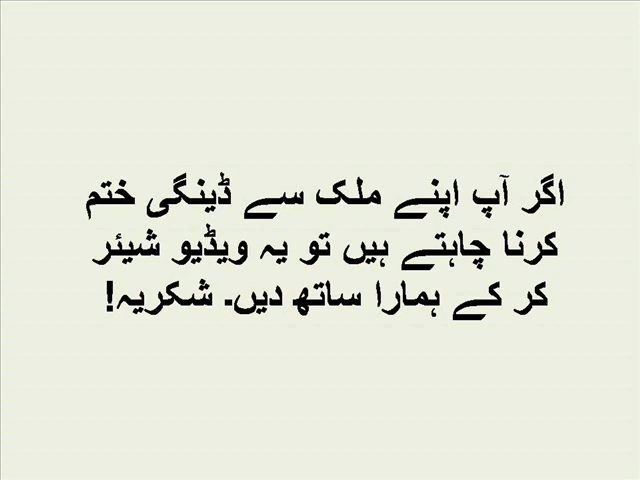 اگر آپ اپنے ملک سے ڈینگی ختم
کرنا چاہتے ہیں تو یہ ویڈیو شیئر
کر کے ہمارا ساتھ دیں۔ شکریہ!